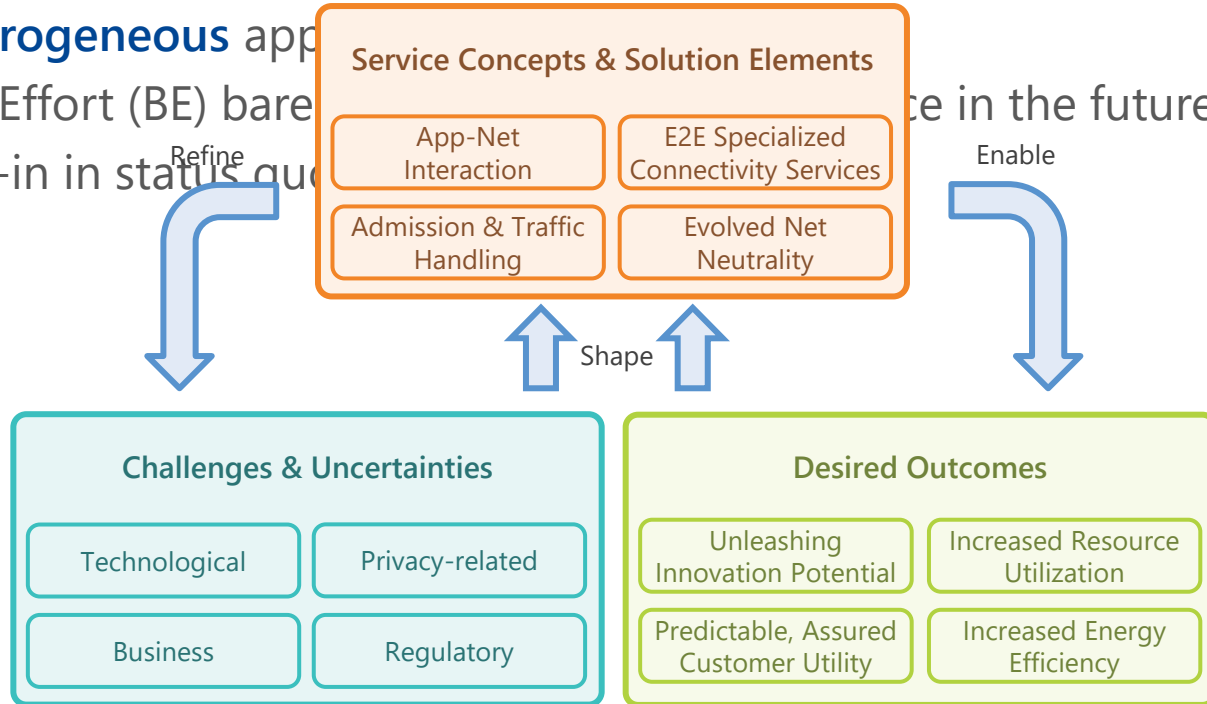 rogeneous app
Service Concepts & Solution Elements
Effort (BE) bare
ce in the future
App-Net
Interaction
E2E Specialized
Connectivity Services
Refine
Enable
-in in status quo
Admission & Traffic
Handling
Evolved Net
Neutrality
Shape
Challenges & Uncertainties
Technological
Privacy-related
Business
Regulatory
Desired Outcomes
Unleashing
Innovation Potential
Increased Resource
Utilization
Predictable, Assured
Customer Utility
Increased Energy
Efficiency